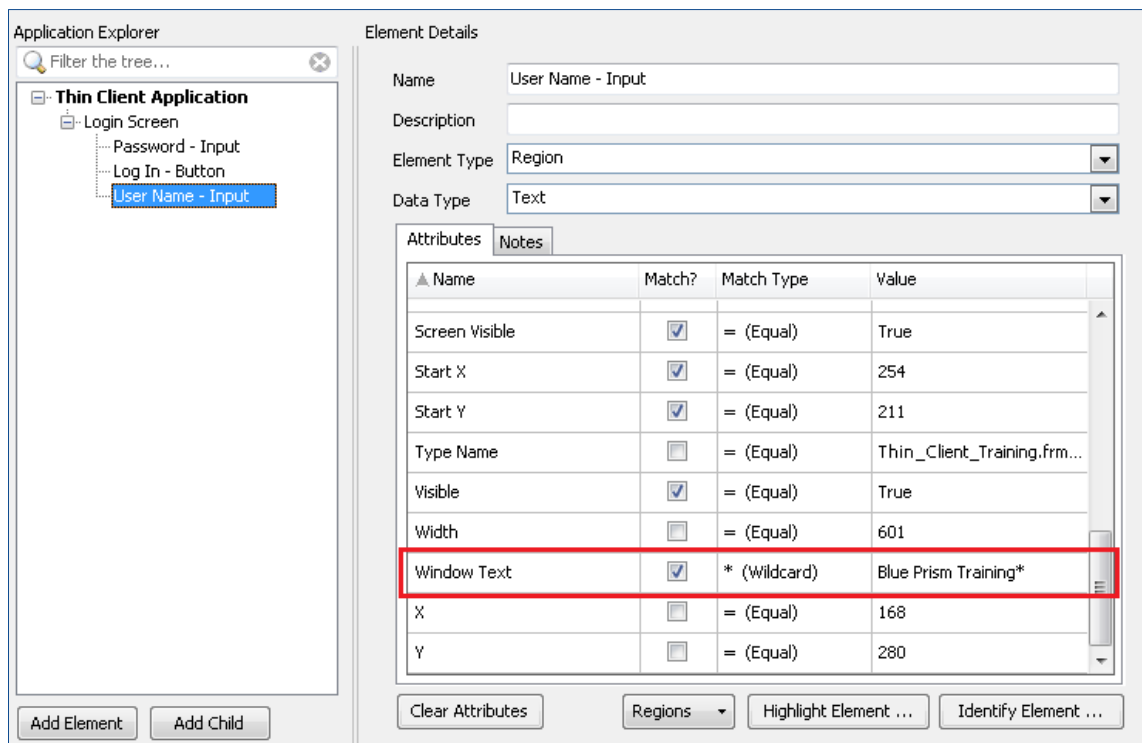 Application Explorer
Filter the tree...
Thin Client Application
Login Screen
Password - Input
Log In - Button
User Name - Input
Add Element
Add Child
Element Details
Name User Name - Input
Description
Element Type Region
Data Type Text
Attributes Notes
Name Match? Match Type Value
Screen Visible = (Equal) True
Start X = (Equal) 254
Start Y = (Equal) 211
Type Name = (Equal) Thin_Client_Training.frm...
Visible = (Equal) True
Width = (Equal) 601
Window Text * (Wildcard) Blue Prism Training*
X = (Equal) 168
Y = (Equal) 280
Clear Attributes Regions Highlight Element ... Identify Element ...